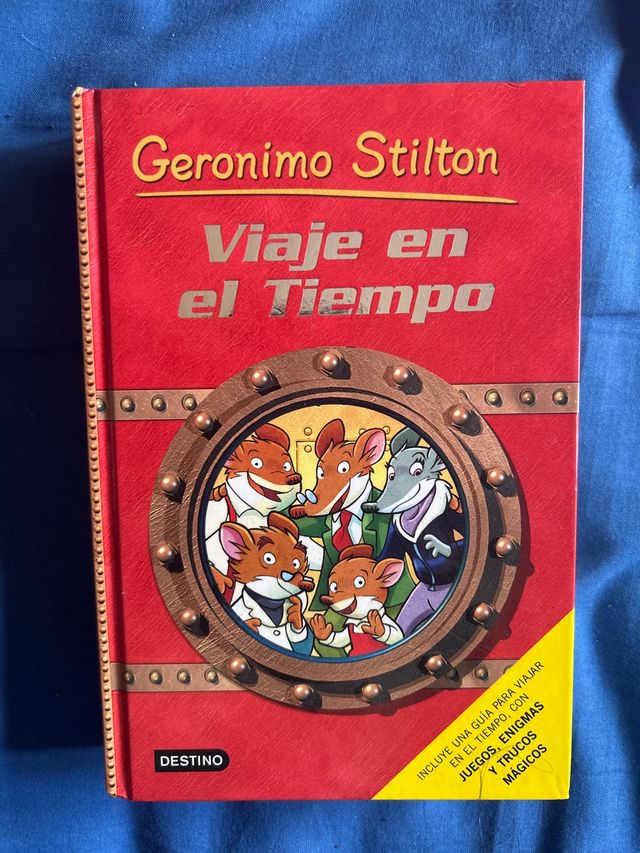 Geronimo Stilton
Viaje en
el Tiempo
DESTINO
INCLUYE UNA GUÍA PARA VIAJAR
EN EL TIEMPO, CON
JUEGOS, ENIGMAS
Y TRUCOS
MÁGICOS